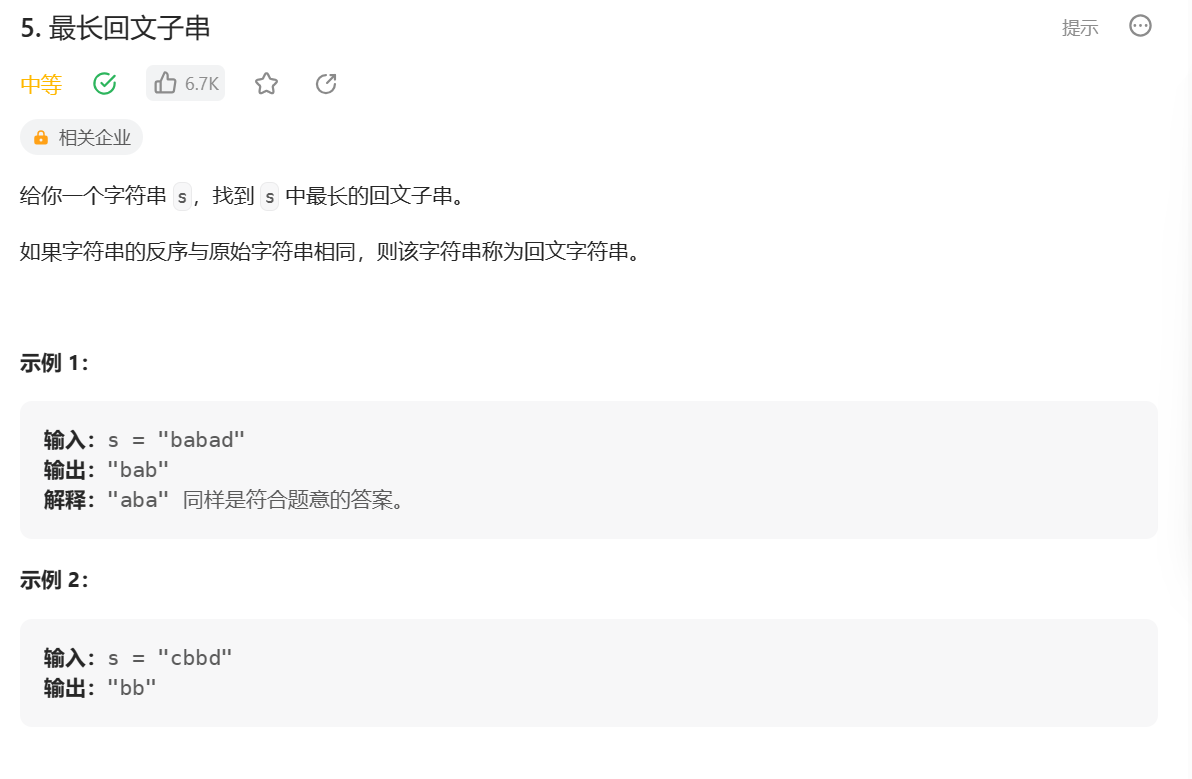 5. 最长回文子串
提示
中等
6.7K
相关企业
给你一个字符串 s，找到 s 中最长的回文子串。
如果字符串的反序与原始字符串相同，则该字符串称为回文字符串。
示例 1：
输入：s = "babad"
输出："bab"
解释："aba" 同样是符合题意的答案。
示例 2：
输入：s = "cbbd"
输出："bb"